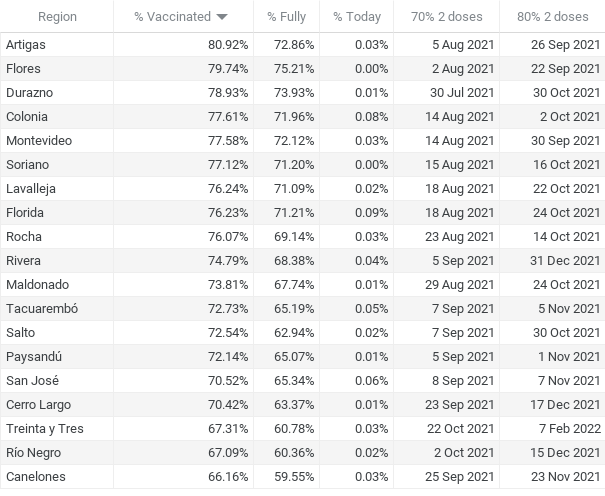 Region % Vaccinated % Fully % Today 70% 2 doses 80% 2 doses
Artigas 80.92% 72.86% 0.03% 5 Aug 2021 26 Sep 2021
Flores 79.74% 75.21% 0.00% 2 Aug 2021 22 Sep 2021
Durazno 78.93% 73.93% 0.01% 30 Jul 2021 30 Oct 2021
Colonia 77.61% 71.96% 0.08% 14 Aug 2021 2 Oct 2021
Montevideo 77.58% 72.12% 0.03% 14 Aug 2021 30 Sep 2021
Soriano 77.12% 71.20% 0.00% 15 Aug 2021 16 Oct 2021
Lavalleja 76.24% 71.09% 0.02% 18 Aug 2021 22 Oct 2021
Florida 76.23% 71.21% 0.09% 18 Aug 2021 24 Oct 2021
Rocha 76.07% 69.14% 0.03% 23 Aug 2021 14 Oct 2021
Rivera 74.79% 68.38% 0.04% 5 Sep 2021 31 Dec 2021
Maldonado 73.81% 67.74% 0.01% 29 Aug 2021 24 Oct 2021
Tacuarembó 72.73% 65.19% 0.05% 7 Sep 2021 5 Nov 2021
Salto 72.54% 62.94% 0.02% 7 Sep 2021 30 Oct 2021
Paysandú 72.14% 65.07% 0.01% 5 Sep 2021 1 Nov 2021
San José 70.52% 65.34% 0.06% 8 Sep 2021 7 Nov 2021
Cerro Largo 70.42% 63.37% 0.01% 23 Sep 2021 17 Dec 2021
Treinta y Tres 67.31% 60.78% 0.03% 22 Oct 2021 7 Feb 2022
Río Negro 67.09% 60.36% 0.02% 2 Oct 2021 15 Dec 2021
Canelones 66.16% 59.55% 0.03% 25 Sep 2021 23 Nov 2021